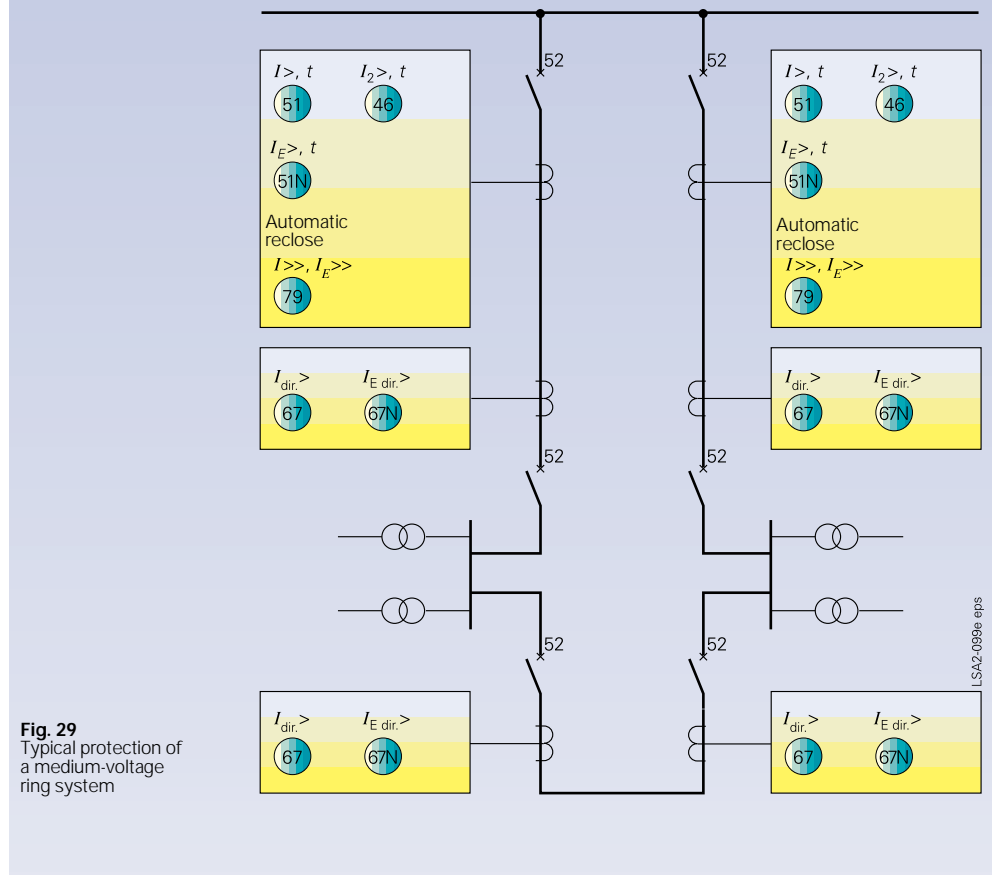 52 52
I>, t I2>, t
51 46
IE>, t
51N
Automatic
reclose
I>>, IE>>
79
I>, t I2>, t
51 46
IE>, t
51N
Automatic
reclose
I>>, IE>>
79
Idir.> IE dir.>
67 67N
Idir.> IE dir.>
67 67N
52 52
52 52
Idir.> IE dir.>
67 67N
Idir.> IE dir.>
67 67N
LSA2-099e eps
Fig. 29
Typical protection of
a medium-voltage
ring system